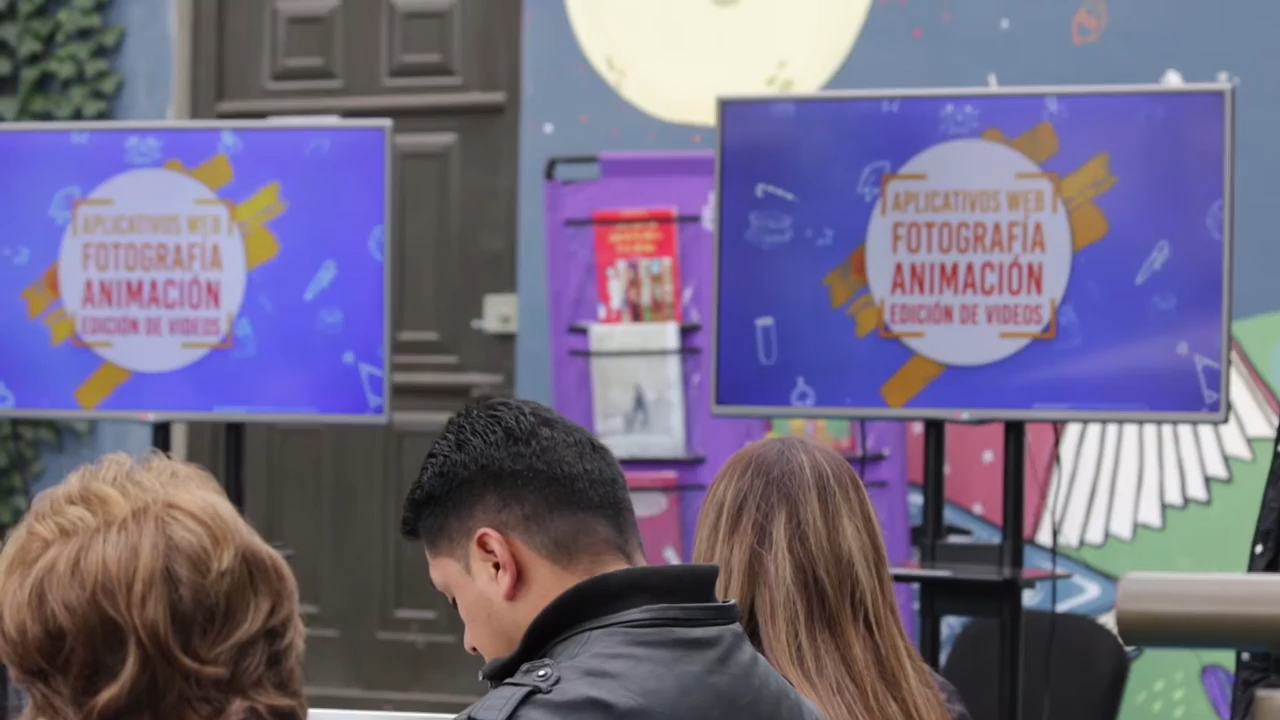 APLICATIVOS WEB
FOTOGRAFÍA
ANIMACIÓN
EDICIÓN DE VIDEOS
APLICATIVOS WEB
FOTOGRAFÍA
ANIMACIÓN
EDICIÓN DE VIDEOS